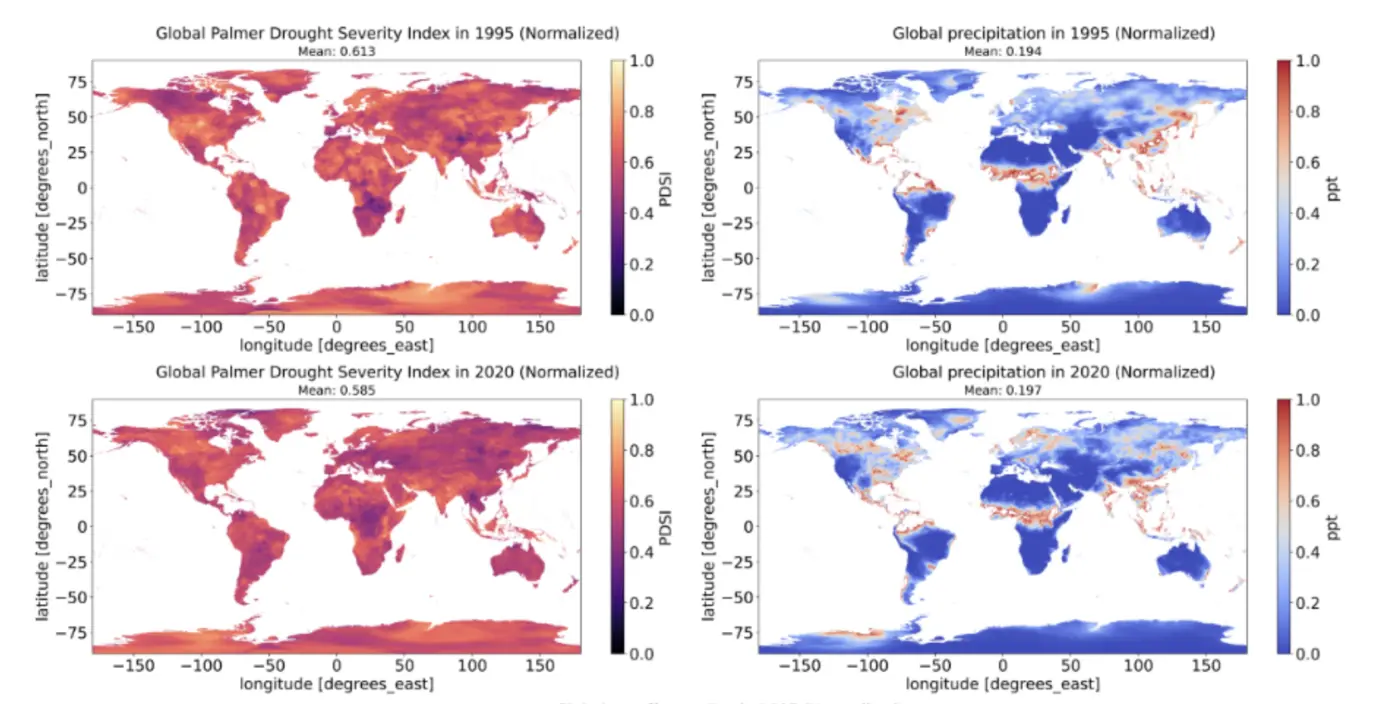 Global Palmer Drought Severity Index in 1995 (Normalized)
Mean: 0.613
75
50
25
0
−25
−50
−75
latitude [degrees_north]
−150 −100 −50 0 50 100 150
longitude [degrees_east]
1.0
0.8
0.6
0.4
0.2
0.0
PDSI
Global precipitation in 1995 (Normalized)
Mean: 0.194
75
50
25
0
−25
−50
−75
latitude [degrees_north]
−150 −100 −50 0 50 100 150
longitude [degrees_east]
1.0
0.8
0.6
0.4
0.2
0.0
ppt
Global Palmer Drought Severity Index in 2020 (Normalized)
Mean: 0.585
75
50
25
0
−25
−50
−75
latitude [degrees_north]
−150 −100 −50 0 50 100 150
longitude [degrees_east]
1.0
0.8
0.6
0.4
0.2
0.0
PDSI
Global precipitation in 2020 (Normalized)
Mean: 0.197
75
50
25
0
−25
−50
−75
latitude [degrees_north]
−150 −100 −50 0 50 100 150
longitude [degrees_east]
1.0
0.8
0.6
0.4
0.2
0.0
ppt